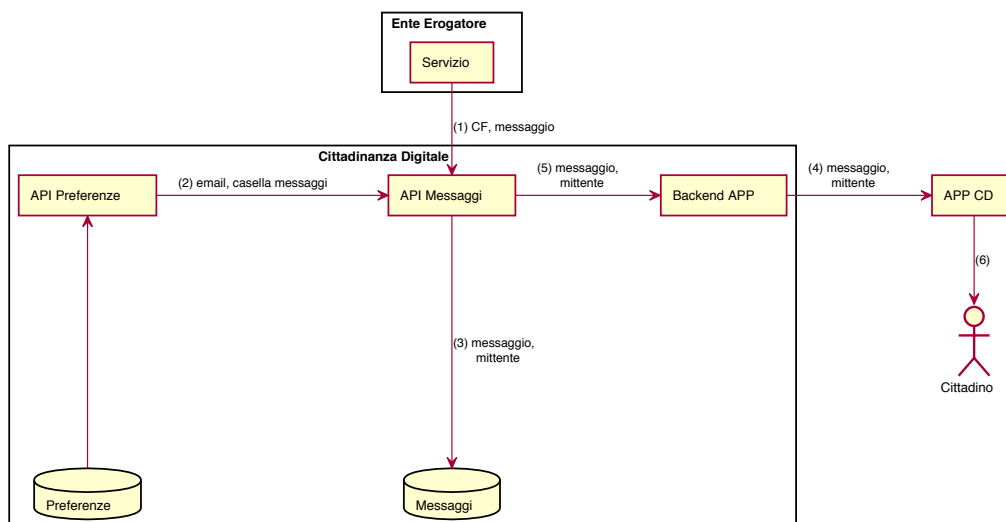 Ente Erogatore
Servizio
(1) CF, messaggio
Cittadinanza Digitale
API Preferenze
(2) email, casella messaggi
API Messaggi
(5) messaggio,
mittente
Backend APP
(4) messaggio,
mittente
APP CD
(6)
(3) messaggio,
mittente
Cittadino
Preferenze
Messaggi